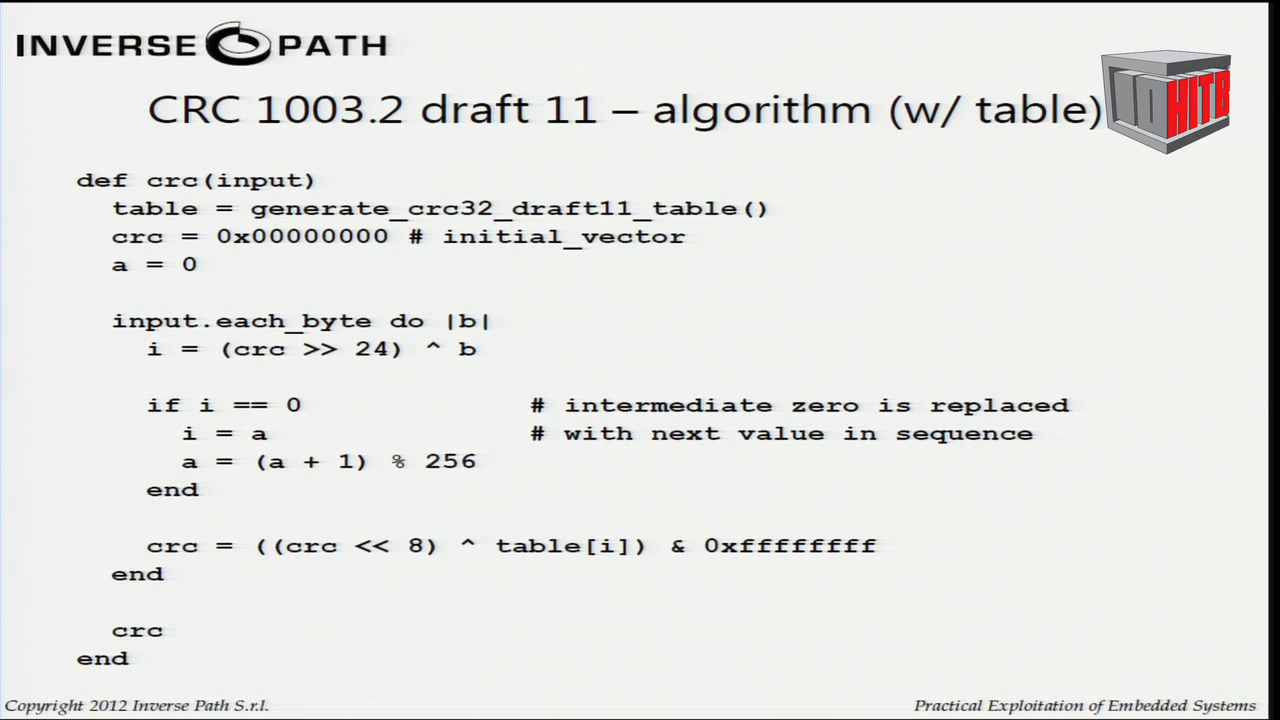 INVERSE PATH
10 HITB
CRC 1003.2 draft 11 – algorithm (w/ table)
def crc(input)
table = generate_crc32_draft11_table()
crc = 0x00000000 # initial_vector
a = 0
input.each_byte do |b|
i = (crc >> 24) ^ b
if i == 0 # intermediate zero is replaced
i = a # with next value in sequence
a = (a + 1) % 256
end
crc = ((crc << 8) ^ table[i]) & 0xffffffff
end
crc
end
Copyright 2012 Inverse Path S.r.l. Practical Exploitation of Embedded Systems